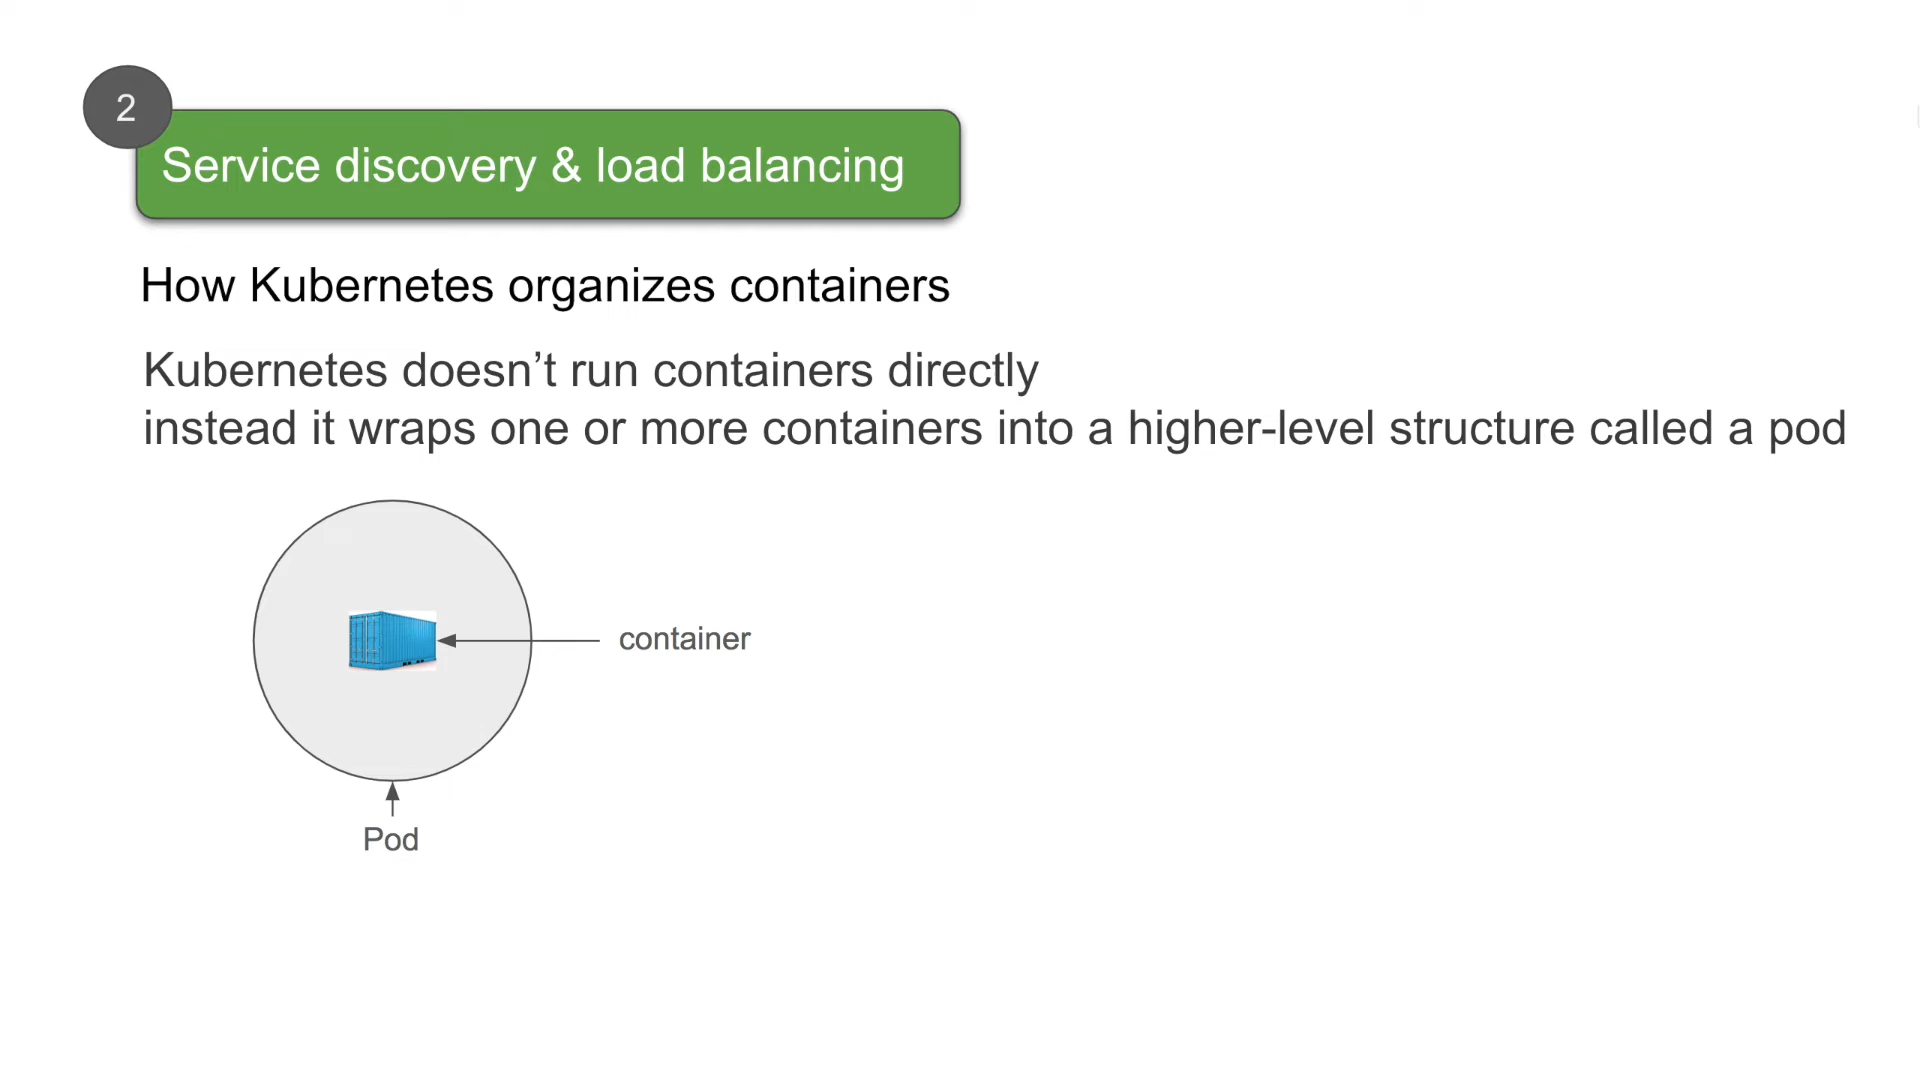 2
Service discovery & load balancing
How Kubernetes organizes containers
Kubernetes doesn’t run containers directly
instead it wraps one or more containers into a higher-level structure called a pod
container
Pod